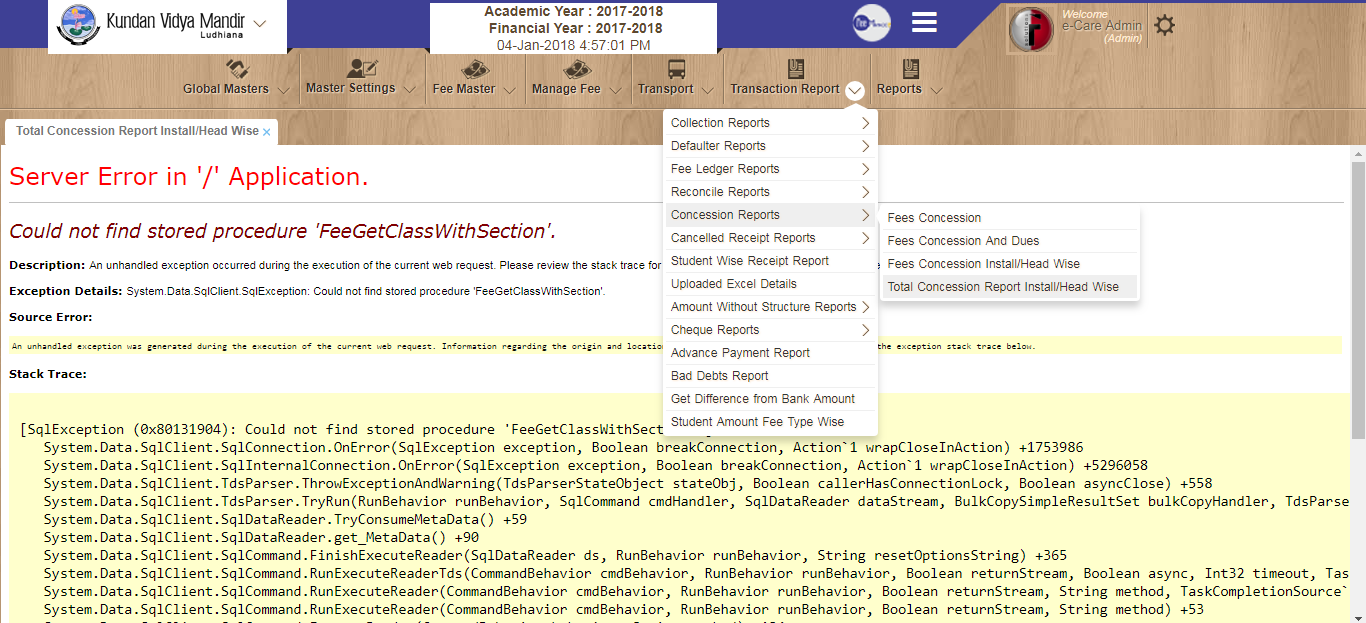 Kundan Vidya Mandir
Ludhiana
Academic Year : 2017-2018
Financial Year : 2017-2018
04-Jan-2018 4:57:01 PM
Welcome
e-Care Admin
(Admin)
Global Masters
Master Settings
Fee Master
Manage Fee
Transport
Transaction Report
Reports
Total Concession Report Install/Head Wise x
Collection Reports
Defaulter Reports
Fee Ledger Reports
Reconcile Reports
Concession Reports
Cancelled Receipt Reports
Student Wise Receipt Report
Uploaded Excel Details
Amount Without Structure Reports
Cheque Reports
Advance Payment Report
Bad Debts Report
Get Difference from Bank Amount
Student Amount Fee Type Wise
Fees Concession
Fees Concession And Dues
Fees Concession Install/Head Wise
Total Concession Report Install/Head Wise
Server Error in '/' Application.
Could not find stored procedure 'FeeGetClassWithSection'.
Description: An unhandled exception occurred during the execution of the current web request. Please review the stack trace for
Exception Details: System.Data.SqlClient.SqlException: Could not find stored procedure 'FeeGetClassWithSection'.
Source Error:
An unhandled exception was generated during the execution of the current web request. Information regarding the origin and locatio the exception stack trace below.
Stack Trace:
[SqlException (0x80131904): Could not find stored procedure 'FeeGetClassWithSect
System.Data.SqlClient.SqlConnection.OnError(SqlException exception, Boolean breakConnection, Action`1 wrapCloseInAction) +1753986
System.Data.SqlClient.SqlInternalConnection.OnError(SqlException exception, Boolean breakConnection, Action`1 wrapCloseInAction) +5296058
System.Data.SqlClient.TdsParser.ThrowExceptionAndWarning(TdsParserStateObject stateObj, Boolean callerHasConnectionLock, Boolean asyncClose) +558
System.Data.SqlClient.TdsParser.TryRun(RunBehavior runBehavior, SqlCommand cmdHandler, SqlDataReader dataStream, BulkCopySimpleResultSet bulkCopyHandler, TdsParse
System.Data.SqlClient.SqlDataReader.TryConsumeMetaData() +59
System.Data.SqlClient.SqlDataReader.get_MetaData() +90
System.Data.SqlClient.SqlCommand.FinishExecuteReader(SqlDataReader ds, RunBehavior runBehavior, String resetOptionsString) +365
System.Data.SqlClient.SqlCommand.RunExecuteReaderTds(CommandBehavior cmdBehavior, RunBehavior runBehavior, Boolean returnStream, Boolean async, Int32 timeout, Tas
System.Data.SqlClient.SqlCommand.RunExecuteReader(CommandBehavior cmdBehavior, RunBehavior runBehavior, Boolean returnStream, String method, TaskCompletionSource`
System.Data.SqlClient.SqlCommand.RunExecuteReader(CommandBehavior cmdBehavior, RunBehavior runBehavior, Boolean returnStream, String method) +53